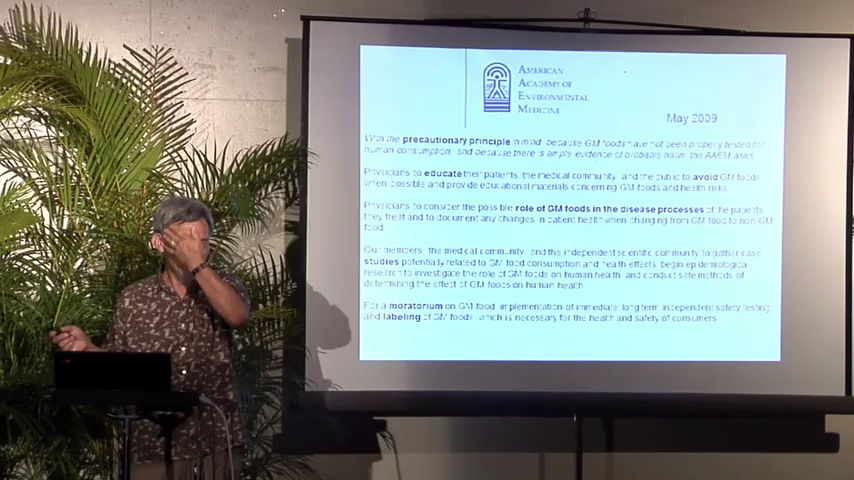 AMERICAN
ACADEMY OF
ENVIRONMENTAL
MEDICINE
May 2009
With the precautionary principle in mind, because GM foods have not been properly tested for
human consumption, and because there is ample evidence of probable harm, the AAEM asks:
Physicians to educate their patients, the medical community, and the public to avoid GM foods
when possible and provide educational materials concerning GM foods and health risks.
Physicians to consider the possible role of GM foods in the disease processes of the patients
they treat and to document any changes in patient health when changing from GM food to non-GM
food.
Our members, the medical community, and the independent scientific community to gather case
studies potentially related to GM food consumption and health effects, begin epidemiological
research to investigate the role of GM foods on human health, and conduct safe methods of
determining the effect of GM foods on human health.
For a moratorium on GM food, implementation of immediate long term independent safety testing,
and labeling of GM foods, which is necessary for the health and safety of consumers.